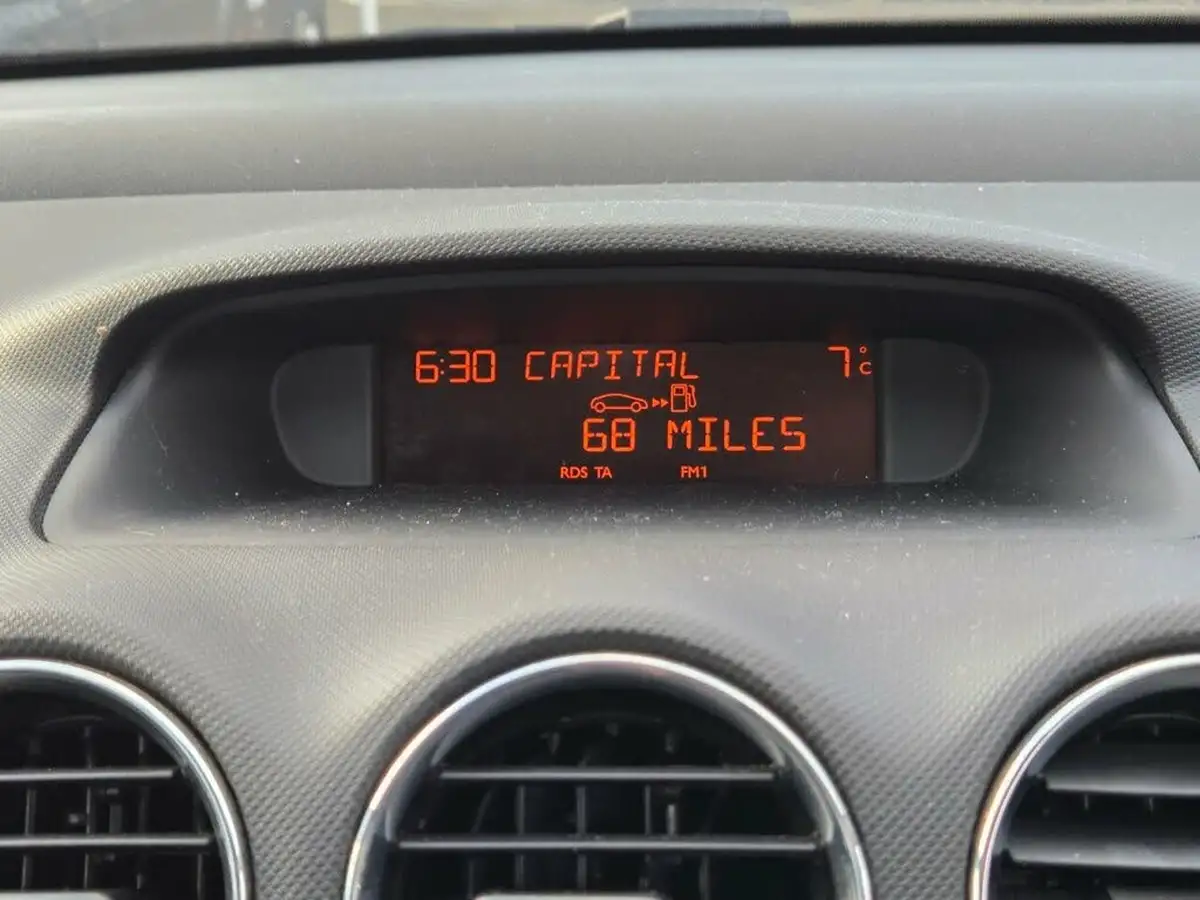 6:30 CAPITAL 7°C
68 MILES
RDS TA FM1